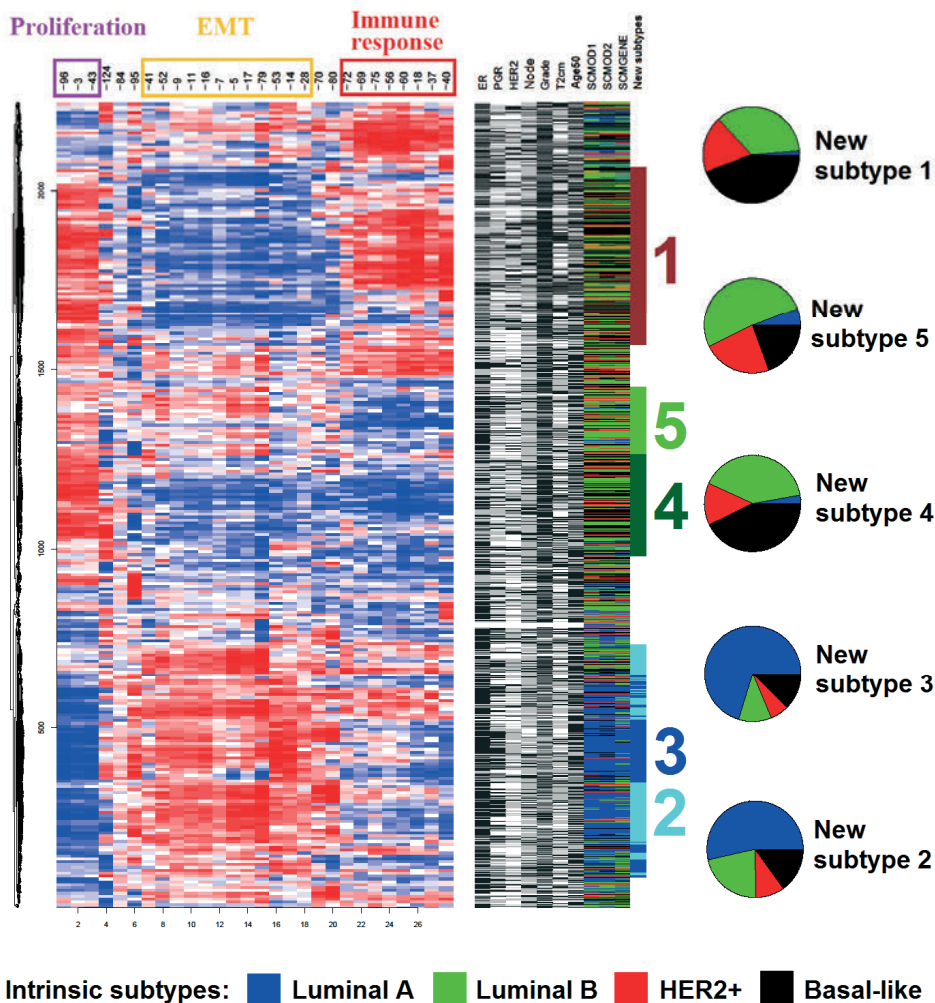 Proliferation EMT Immune
response
−96 −3 −43 −124 −84 −95 −41 −52 −9 −11 −16 −7 −5 −17 −79 −53 −14 −28 −70 −80 −72 −69 −75 −56 −60 −18 −37 −40
ER PGR HER2 Node Grade T2cm Age50 SCMOD1 SCMOD2 SCMGENE New subtypes
2000
1500
1000
500
1
5
4
3
2
New
subtype 1
New
subtype 5
New
subtype 4
New
subtype 3
New
subtype 2
2 4 6 8 10 12 14 16 18 20 22 24 26
Intrinsic subtypes: Luminal A Luminal B HER2+ Basal-like